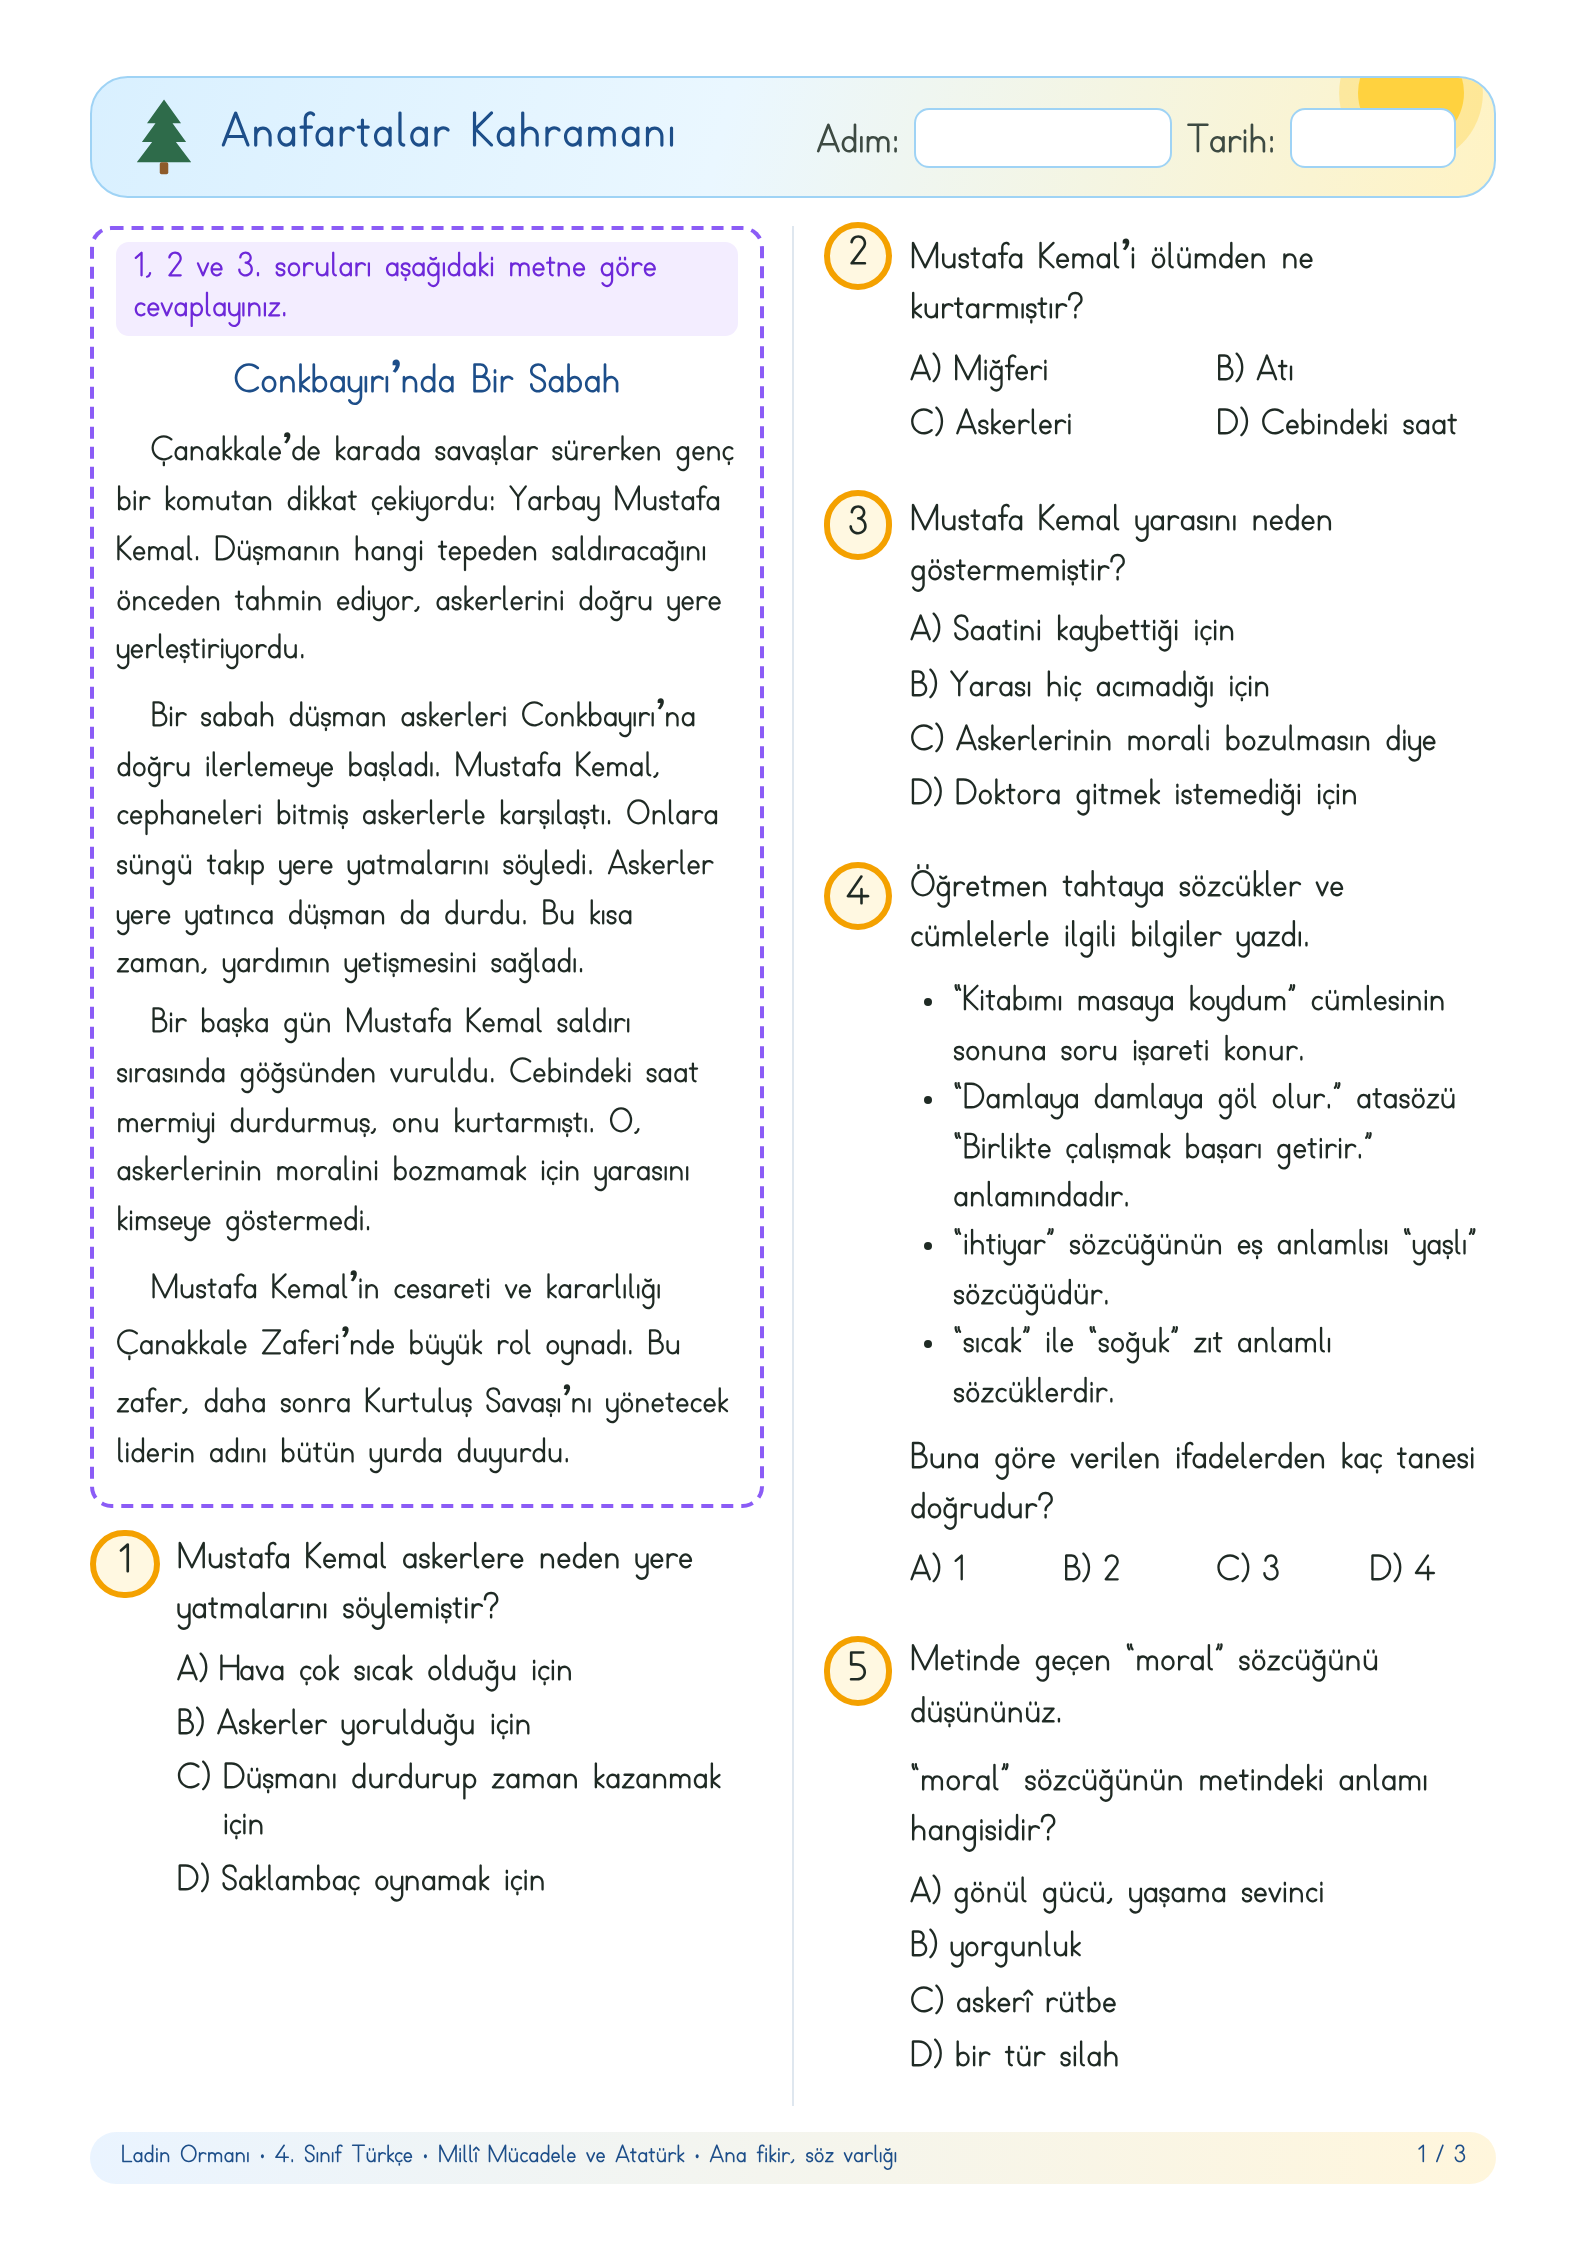 Anafartalar Kahramanı
Adım:
Tarih:
1, 2 ve 3. soruları aşağıdaki metne göre
cevaplayınız.
Conkbayırı’nda Bir Sabah
Çanakkale’de karada savaşlar sürerken genç
bir komutan dikkat çekiyordu: Yarbay Mustafa
Kemal. Düşmanın hangi tepeden saldıracağını
önceden tahmin ediyor, askerlerini doğru yere
yerleştiriyordu.
Bir sabah düşman askerleri Conkbayırı’na
doğru ilerlemeye başladı. Mustafa Kemal,
cephaneleri bitmiş askerlerle karşılaştı. Onlara
süngü takıp yere yatmalarını söyledi. Askerler
yere yatınca düşman da durdu. Bu kısa
zaman, yardımın yetişmesini sağladı.
Bir başka gün Mustafa Kemal saldırı
sırasında göğsünden vuruldu. Cebindeki saat
mermiyi durdurmuş, onu kurtarmıştı. O,
askerlerinin moralini bozmamak için yarasını
kimseye göstermedi.
Mustafa Kemal’in cesareti ve kararlılığı
Çanakkale Zaferi’nde büyük rol oynadı. Bu
zafer, daha sonra Kurtuluş Savaşı’nı yönetecek
liderin adını bütün yurda duyurdu.
1
Mustafa Kemal askerlere neden yere
yatmalarını söylemiştir?
A) Hava çok sıcak olduğu için
B) Askerler yorulduğu için
C) Düşmanı durdurup zaman kazanmak
için
D) Saklambaç oynamak için
2
Mustafa Kemal’i ölümden ne
kurtarmıştır?
A) Miğferi
B) Atı
C) Askerleri
D) Cebindeki saat
3
Mustafa Kemal yarasını neden
göstermemiştir?
A) Saatini kaybettiği için
B) Yarası hiç acımadığı için
C) Askerlerinin morali bozulmasın diye
D) Doktora gitmek istemediği için
4
Öğretmen tahtaya sözcükler ve
cümlelerle ilgili bilgiler yazdı.
• “Kitabımı masaya koydum” cümlesinin
sonuna soru işareti konur.
• “Damlaya damlaya göl olur.” atasözü
“Birlikte çalışmak başarı getirir.”
anlamındadır.
• “ihtiyar” sözcüğünün eş anlamlısı “yaşlı”
sözcüğüdür.
• “sıcak” ile “soğuk” zıt anlamlı
sözcüklerdir.
Buna göre verilen ifadelerden kaç tanesi
doğrudur?
A) 1
B) 2
C) 3
D) 4
5
Metinde geçen “moral” sözcüğünü
düşününüz.
“moral” sözcüğünün metindeki anlamı
hangisidir?
A) gönül gücü, yaşama sevinci
B) yorgunluk
C) askerî rütbe
D) bir tür silah
Ladin Ormanı • 4. Sınıf Türkçe • Millî Mücadele ve Atatürk • Ana fikir, söz varlığı
1 / 3